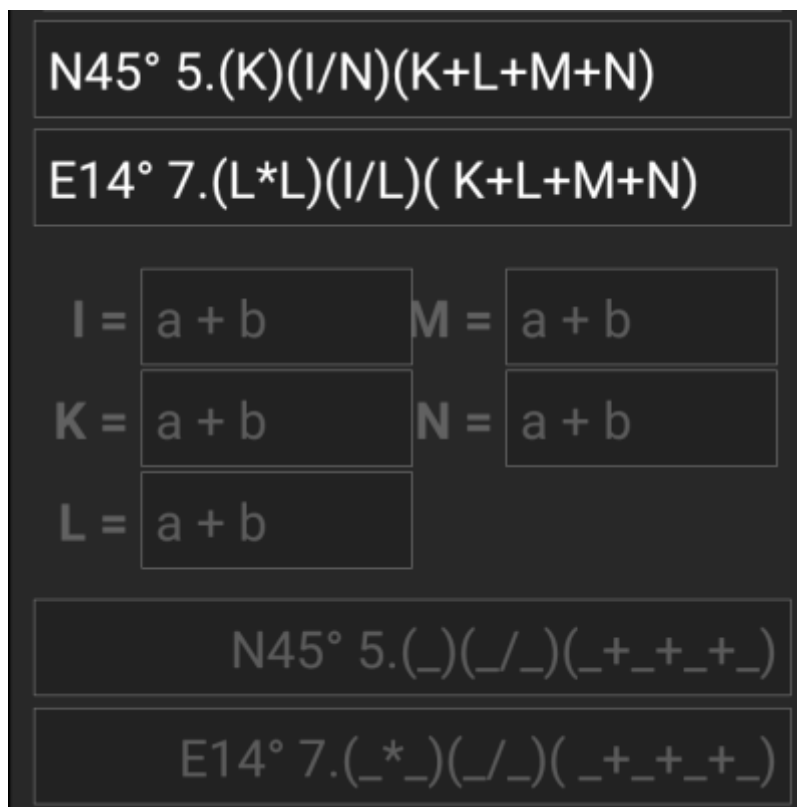 N45° 5.(K)(I/N)(K+L+M+N)
E14° 7.(L*L)(I/L)( K+L+M+N)
I = a + b M = a + b
K = a + b N = a + b
L = a + b
N45° 5.(_)(_/_)(_+_+_+_)
E14° 7.(_*_)(_/_)( _+_+_+_)